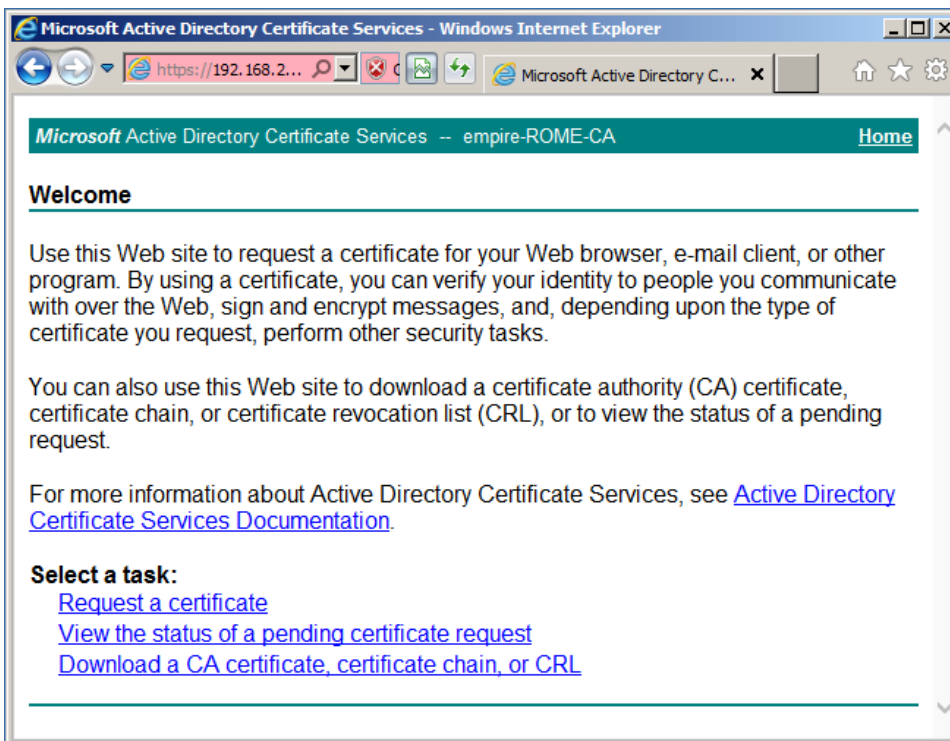 Microsoft Active Directory Certificate Services - Windows Internet Explorer
https://192.168.2... Microsoft Active Directory C...
Microsoft Active Directory Certificate Services -- empire-ROME-CA Home
Welcome
Use this Web site to request a certificate for your Web browser, e-mail client, or other
program. By using a certificate, you can verify your identity to people you communicate
with over the Web, sign and encrypt messages, and, depending upon the type of
certificate you request, perform other security tasks.
You can also use this Web site to download a certificate authority (CA) certificate,
certificate chain, or certificate revocation list (CRL), or to view the status of a pending
request.
For more information about Active Directory Certificate Services, see Active Directory
Certificate Services Documentation.
Select a task:
Request a certificate
View the status of a pending certificate request
Download a CA certificate, certificate chain, or CRL